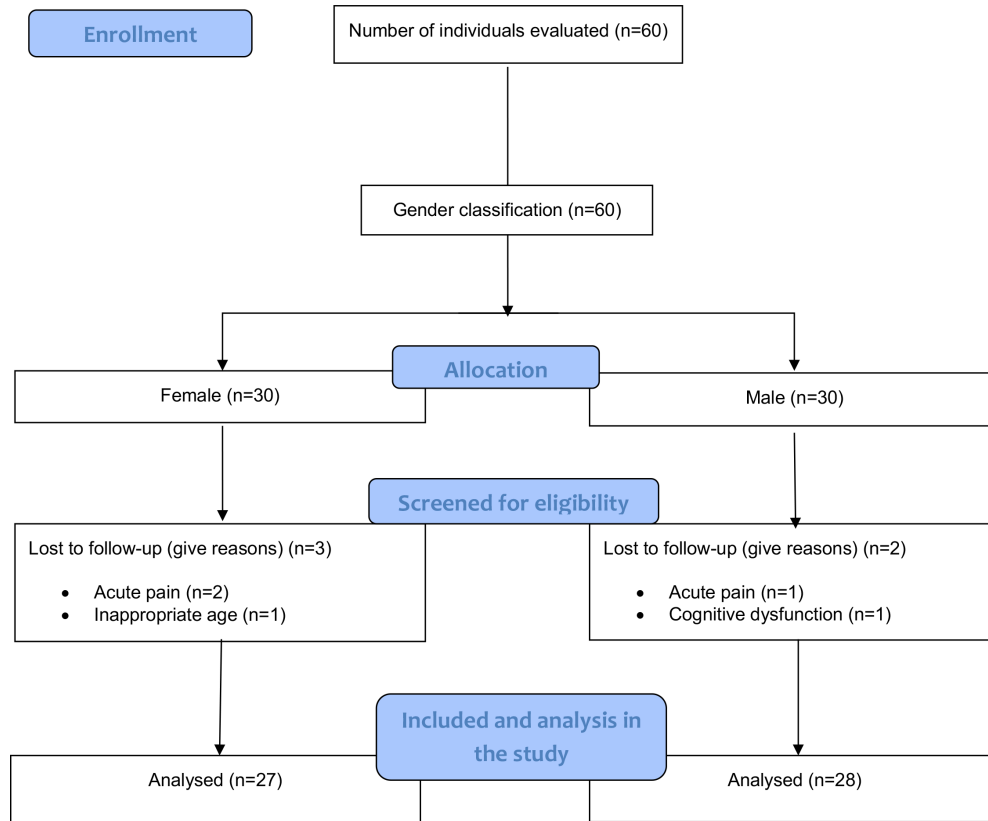 Enrollment
Number of individuals evaluated (n=60)
Gender classification (n=60)
Allocation
Female (n=30)
Male (n=30)
Screened for eligibility
Lost to follow-up (give reasons) (n=3)
• Acute pain (n=2)
• Inappropriate age (n=1)
Lost to follow-up (give reasons) (n=2)
• Acute pain (n=1)
• Cognitive dysfunction (n=1)
Included and analysis in
the study
Analysed (n=27)
Analysed (n=28)